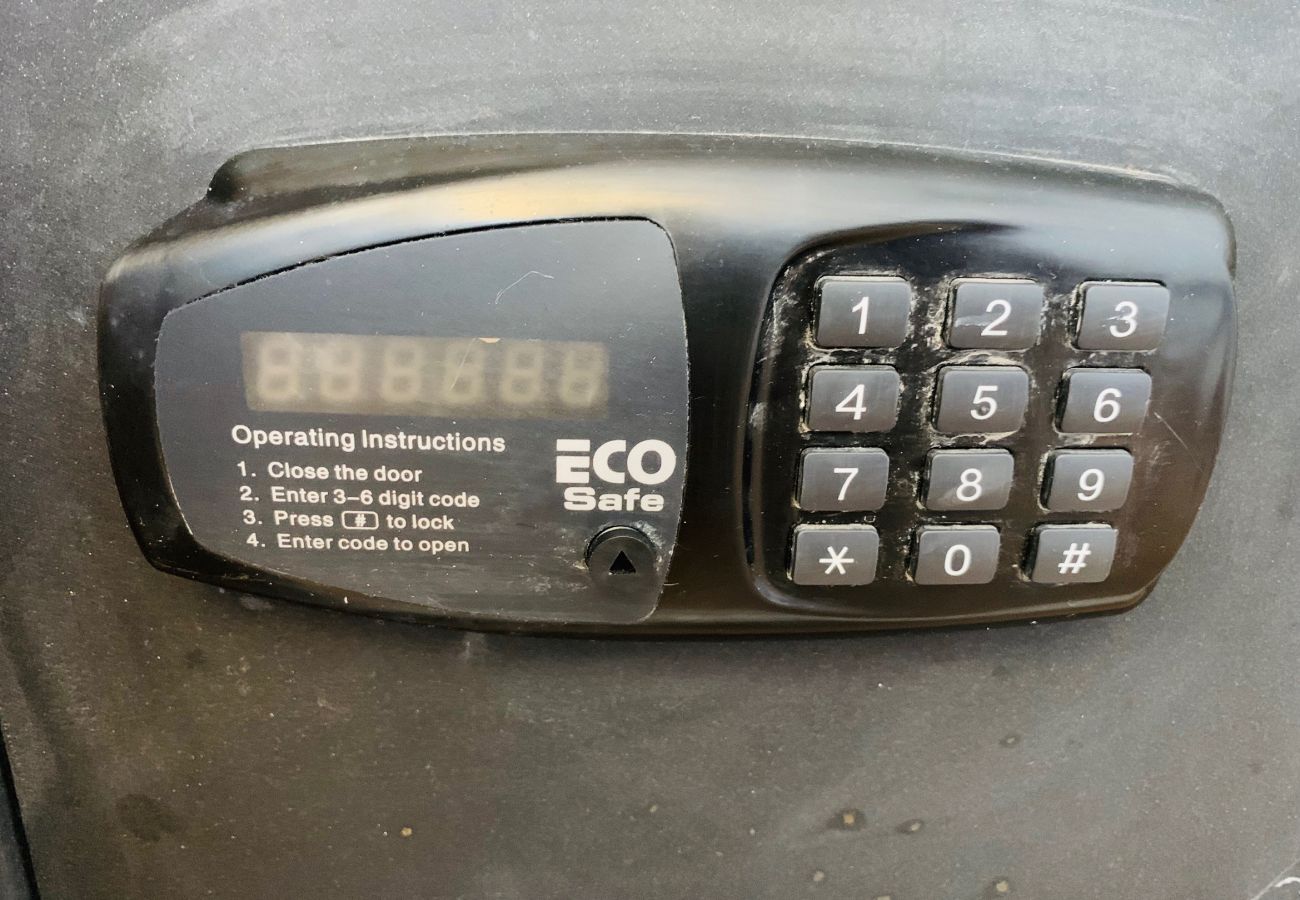 Operating Instructions
1. Close the door
2. Enter 3–6 digit code
3. Press # to lock
4. Enter code to open
ECO
Safe
1 2 3
4 5 6
7 8 9
* 0 #